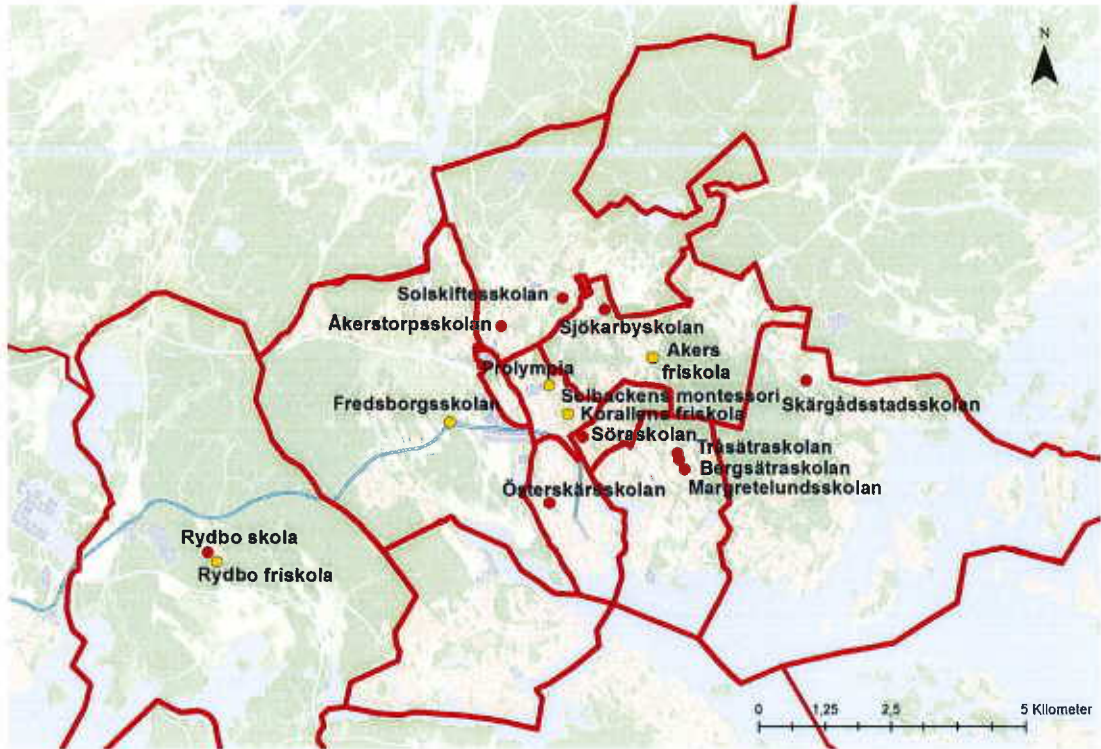 N
Solskiftesskolan
Åkerstorpsskolan
Sjökarbyskolan
Akers
friskola
Prolympia
Solbackens montessori
Fredsborgsskolan
Korallens friskola
Skärgådsstadsskolan
Söraskolan
Träsätraskolan
Bergsätraskolan
Margretelundsskolan
Österskärsskolan
Rydbo skola
Rydbo friskola
0 1,25 2,5 5 Kilometer